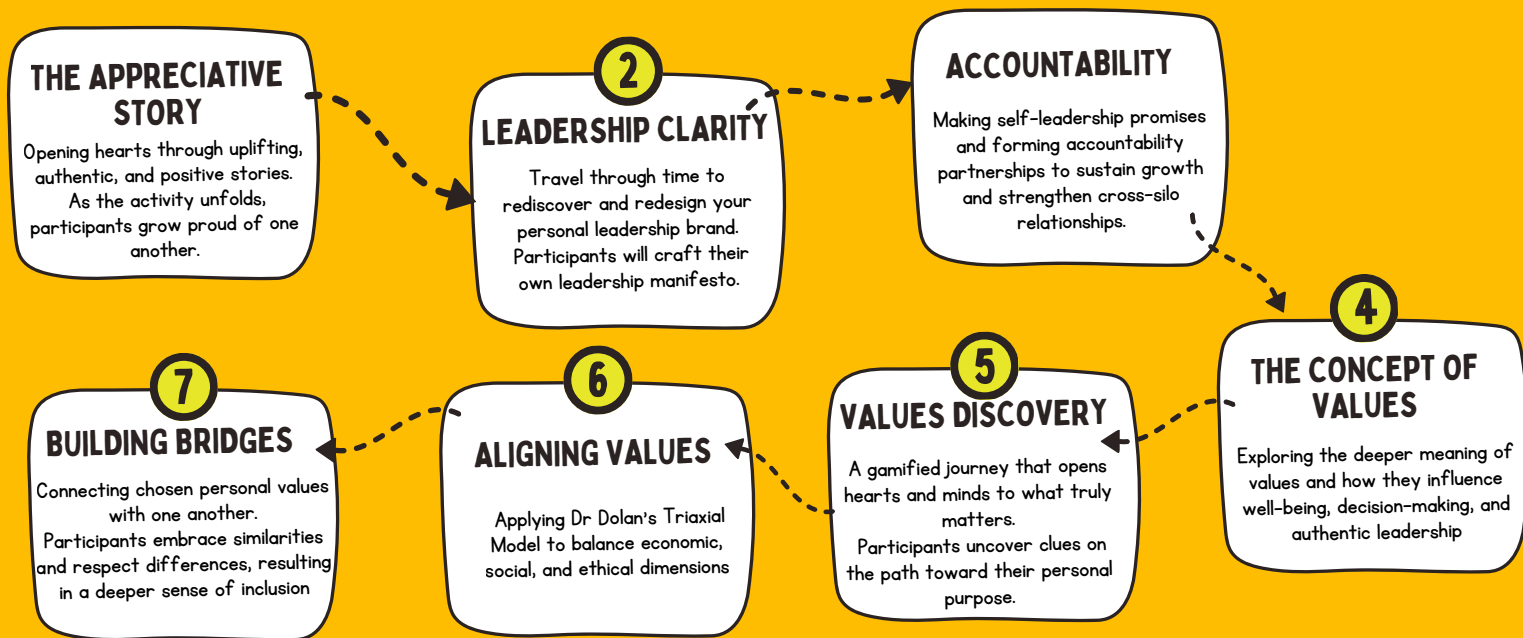 THE APPRECIATIVE
STORY
Opening hearts through uplifting,
authentic, and positive stories.
As the activity unfolds,
participants grow proud of one
another.
2
LEADERSHIP CLARITY
Travel through time to
rediscover and redesign your
personal leadership brand.
Participants will craft their
own leadership manifesto.
ACCOUNTABILITY
Making self-leadership promises
and forming accountability
partnerships to sustain growth
and strengthen cross-silo
relationships.
4
THE CONCEPT OF
VALUES
Exploring the deeper meaning of
values and how they influence
well-being, decision-making, and
authentic leadership
5
VALUES DISCOVERY
A gamified journey that opens
hearts and minds to what truly
matters.
Participants uncover clues on
the path toward their personal
purpose.
6
ALIGNING VALUES
Applying Dr Dolan's Triaxial
Model to balance economic,
social, and ethical dimensions
7
BUILDING BRIDGES
Connecting chosen personal values
with one another.
Participants embrace similarities
and respect differences, resulting
in a deeper sense of inclusion